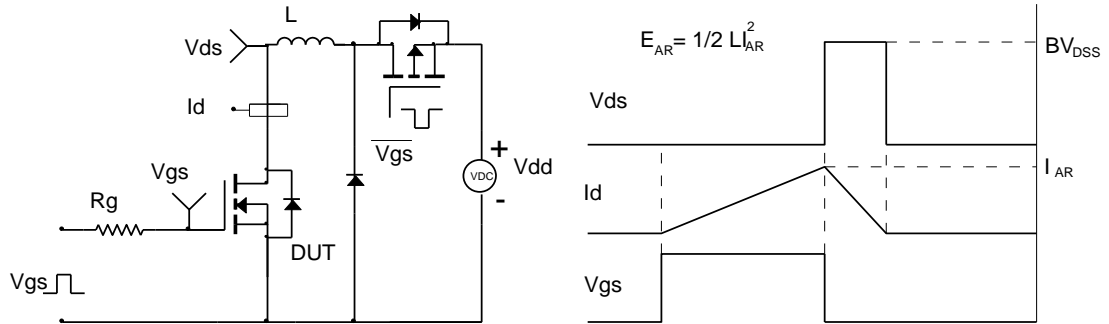 L
Vds
Id
Vgs
+
Vgs
VDC
Vdd
-
Rg
DUT
Vgs
E_AR = 1/2 LI_AR^2
BV_DSS
Vds
I_AR
Id
Vgs